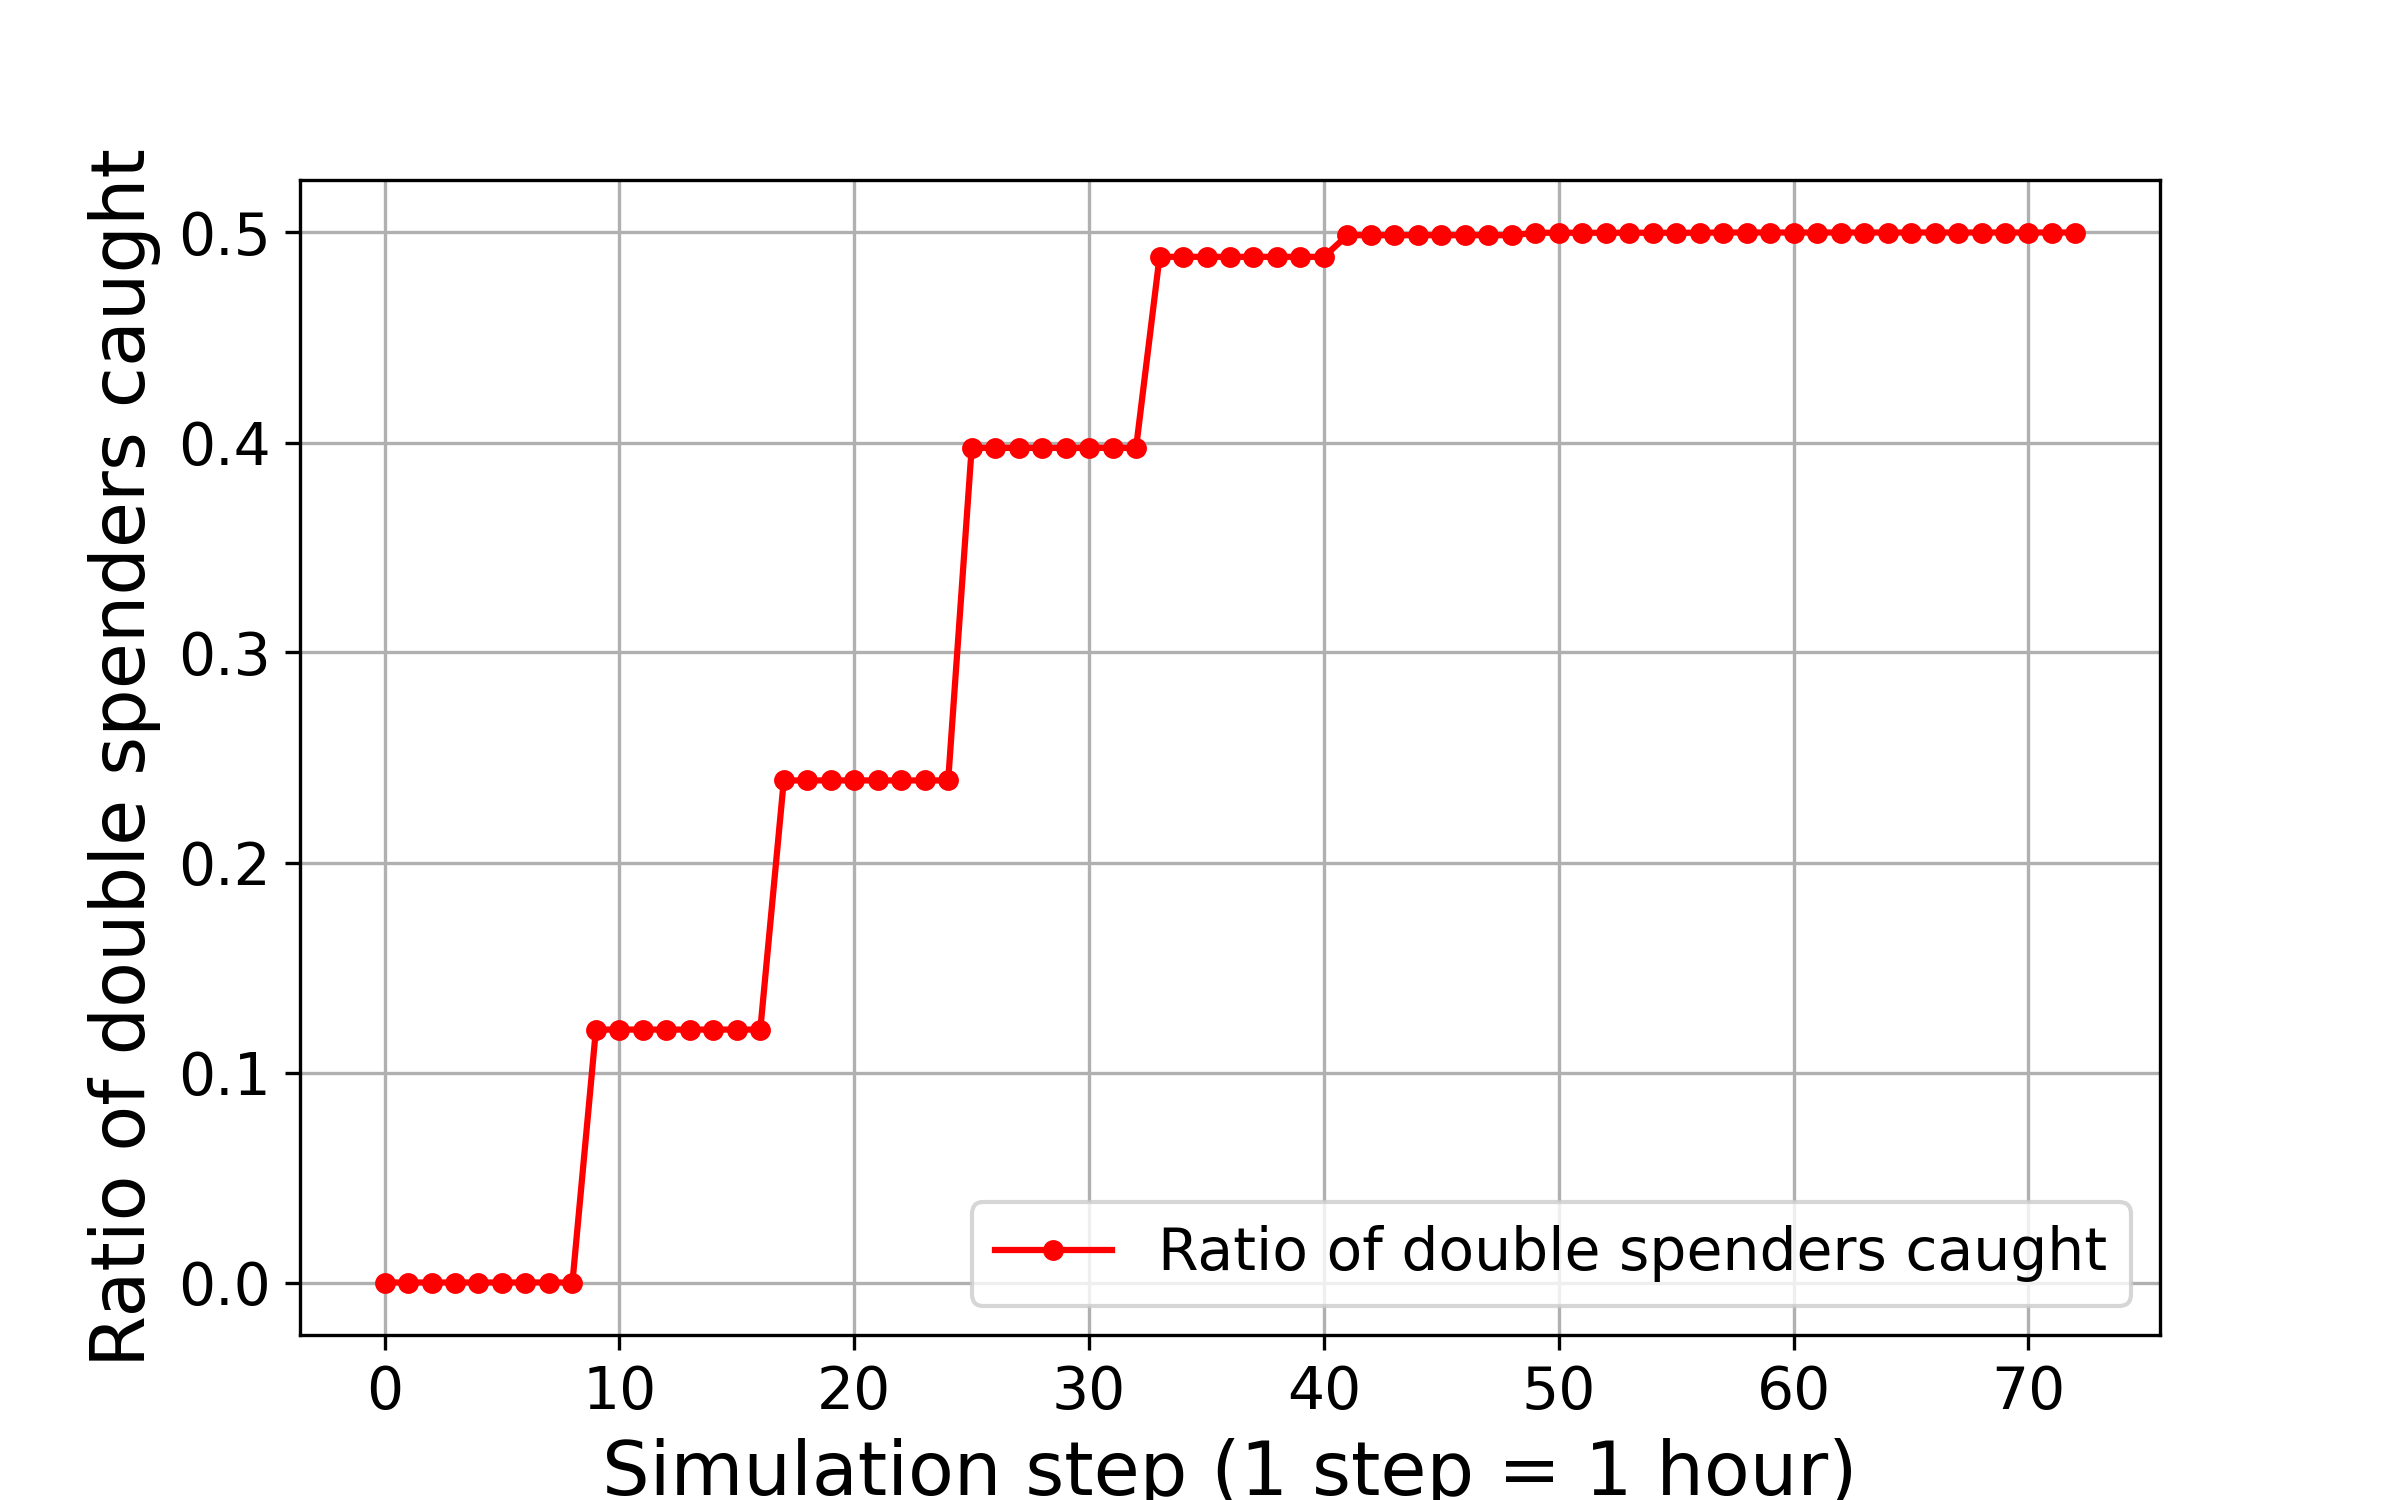 Ratio of double spenders caught
0.5
0.4
0.3
0.2
0.1
0.0
Ratio of double spenders caught
0 10 20 30 40 50 60 70
Simulation step (1 step = 1 hour)